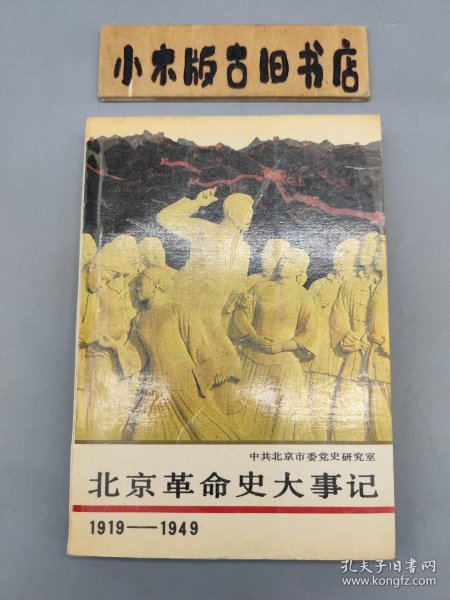 小木版古旧书店
中共北京市委党史研究室
北京革命史大事记
1919——1949
孔夫子旧书网
www.kongfz.com